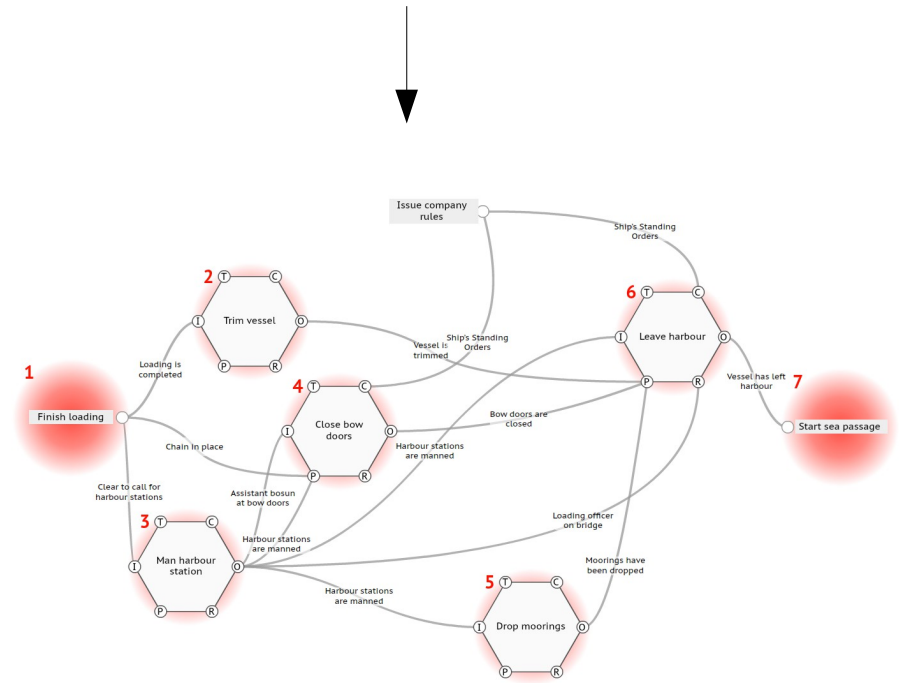 Issue company
rules
Ship's Standing
Orders
6
T
C
I
Leave harbour
O
P
R
2
T
C
I
Trim vessel
O
P
R
Vessel is
trimmed
Ship's Standing
Orders
Loading is
completed
1
Finish loading
4
T
C
I
Close bow
doors
O
P
R
Vessel has left
harbour
7
Start sea passage
Bow doors are
closed
Chain in place
Harbour stations
are manned
Clear to call for
harbour stations
Assistant bosun
at bow doors
3
T
C
I
Man harbour
station
O
P
R
Harbour stations
are manned
Loading officer
on bridge
Moorings have
been dropped
Harbour stations
are manned
5
T
C
I
Drop moorings
O
P
R